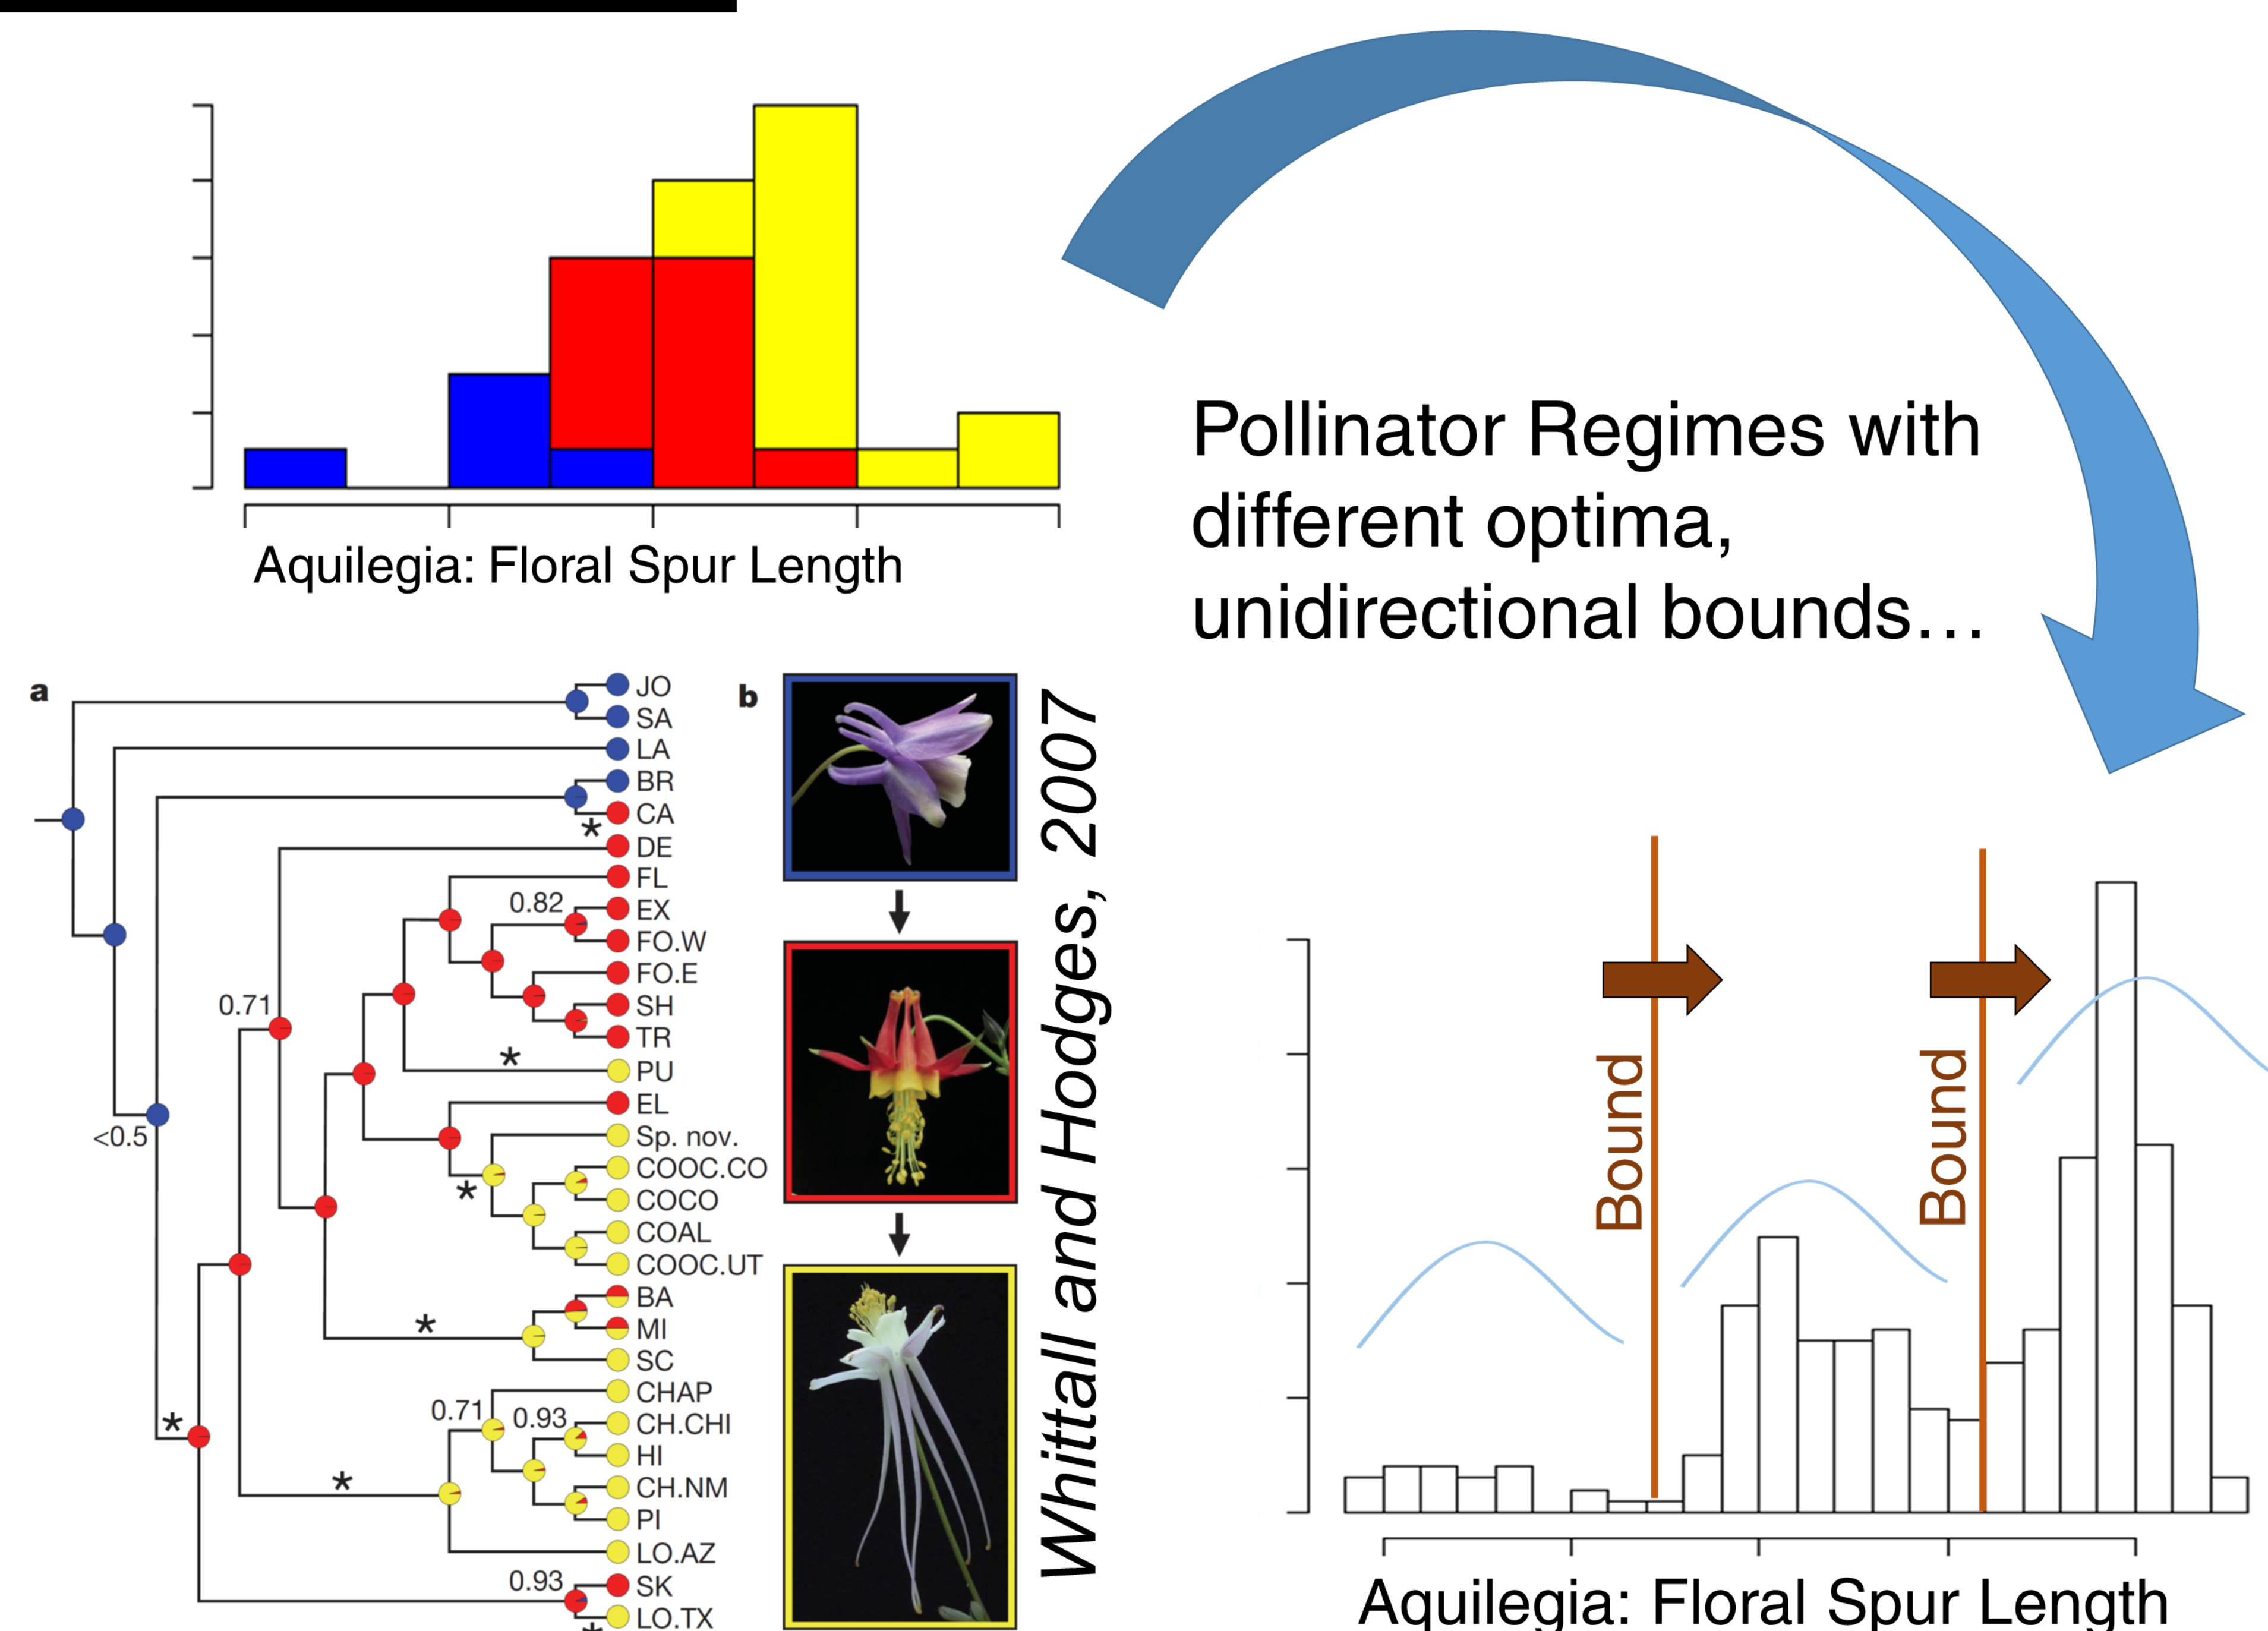 Aquilegia: Floral Spur Length
Pollinator Regimes with
different optima,
unidirectional bounds…
a
JO
SA
LA
BR
CA
*
DE
FL
0.82
EX
FO.W
FO.E
0.71
SH
TR
*
PU
EL
<0.5
Sp. nov.
COOC.CO
*
COCO
COAL
COOC.UT
BA
*
MI
SC
CHAP
0.71
0.93
CH.CHI
*
HI
*
CH.NM
PI
LO.AZ
0.93
SK
LO.TX
*
b
Whittall and Hodges, 2007
Bound
Bound
Aquilegia: Floral Spur Length